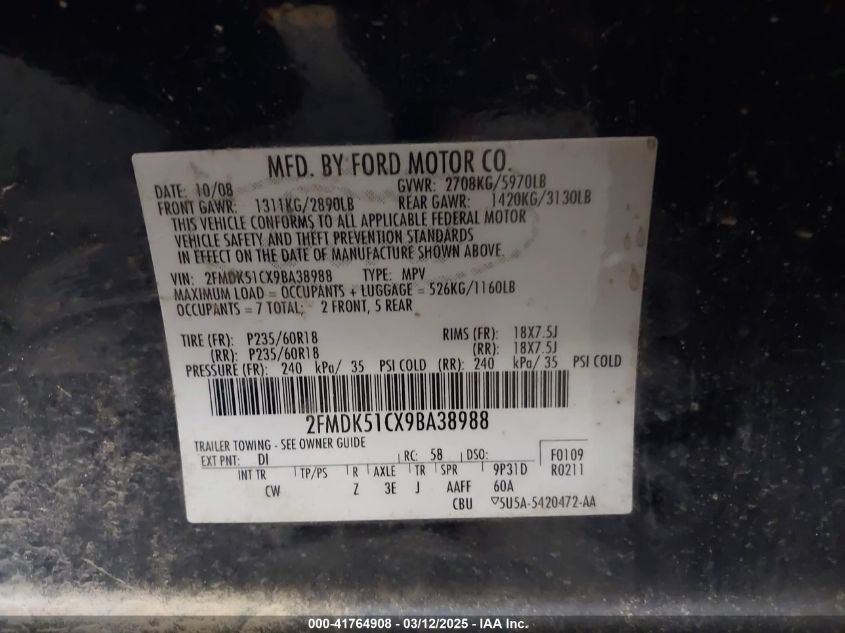 MFD. BY FORD MOTOR CO.
DATE: 10/08 GVWR: 2708KG/5970LB
FRONT GAWR: 1311KG/2890LB REAR GAWR: 1420KG/3130LB
THIS VEHICLE CONFORMS TO ALL APPLICABLE FEDERAL MOTOR
VEHICLE SAFETY AND THEFT PREVENTION STANDARDS
IN EFFECT ON THE DATE OF MANUFACTURE SHOWN ABOVE.
VIN: 2FMDK51CX9BA38988 TYPE: MPV
MAXIMUM LOAD = OCCUPANTS + LUGGAGE = 526KG/1160LB
OCCUPANTS = 7 TOTAL: 2 FRONT, 5 REAR
TIRE (FR): P235/60R18 RIMS (FR): 18X7.5J
(RR): P235/60R18 (RR): 18X7.5J
PRESSURE (FR): 240 kPa/ 35 PSI COLD (RR): 240 kPa/ 35 PSI COLD
2FMDK51CX9BA38988
TRAILER TOWING - SEE OWNER GUIDE
EXT PNT: DI RC: 58 DSO: F0109
INT TR TP/PS R AXLE TR SPR 9P31D R0211
CW Z 3E J AAFF 60A
CBU ▽5U5A-5420472-AA
000-41764908 - 03/12/2025 - IAA Inc.